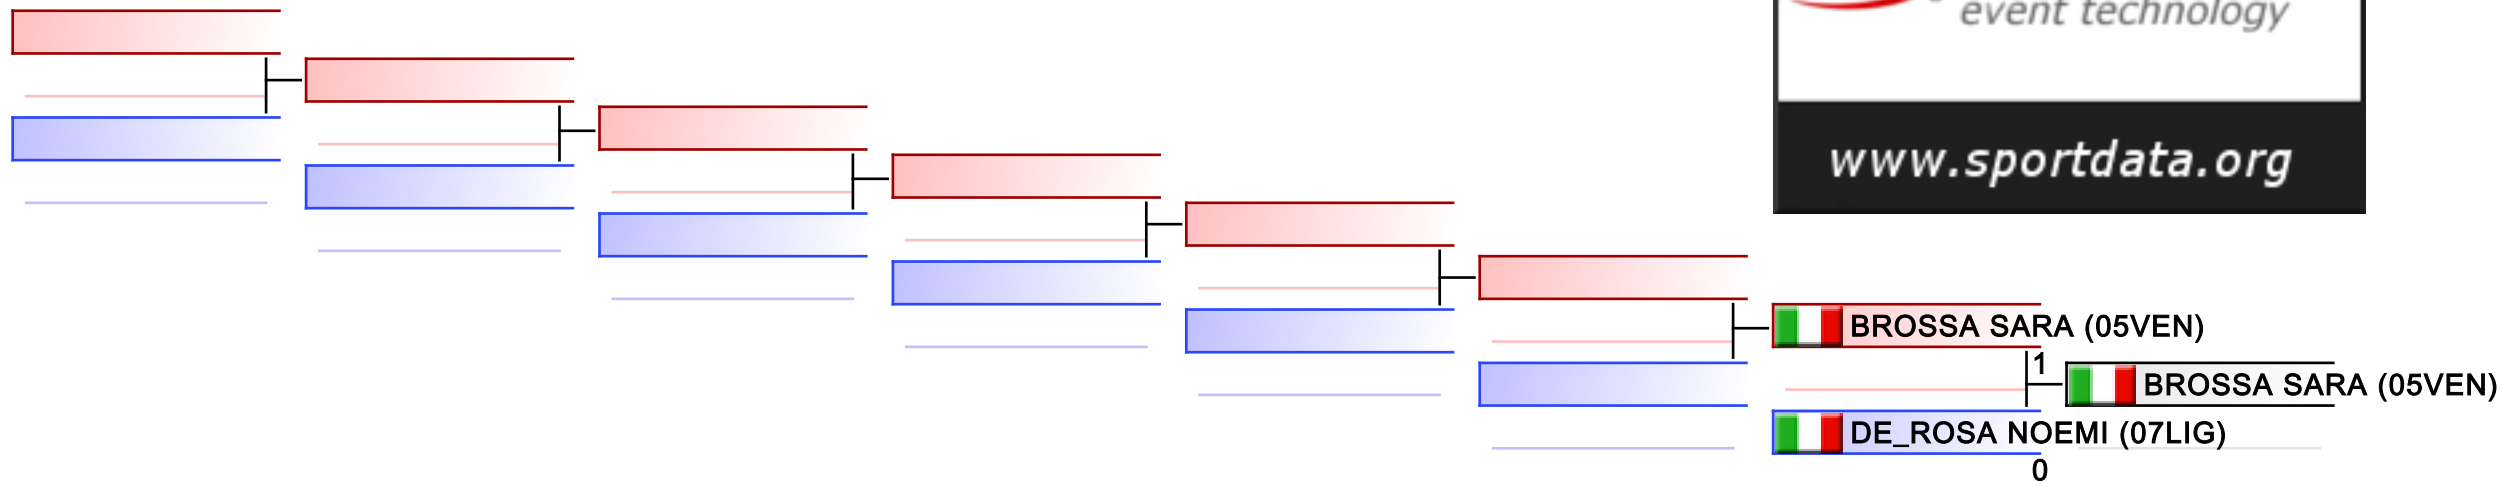 event technology
www.sportdata.org
BROSSA SARA (05VEN)
1
BROSSA SARA (05VEN)
DE_ROSA NOEMI (07LIG)
0